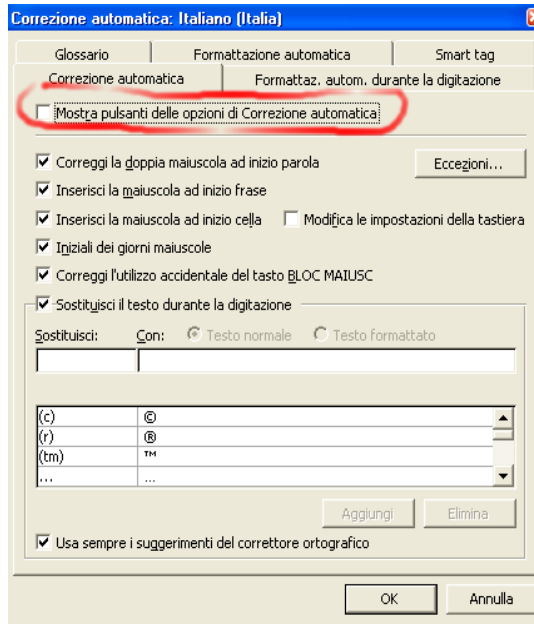 Correzione automatica: Italiano (Italia)
Glossario Formattazione automatica Smart tag
Correzione automatica Formattaz. autom. durante la digitazione
Mostra pulsanti delle opzioni di Correzione automatica
Correggi la doppia maiuscola ad inizio parola Eccezioni...
Inserisci la maiuscola ad inizio frase
Inserisci la maiuscola ad inizio cella Modifica le impostazioni della tastiera
Iniziali dei giorni maiuscole
Correggi l'utilizzo accidentale del tasto BLOC MAIUSC
Sostituisci il testo durante la digitazione
Sostituisci: Con: Testo normale Testo formattato
(c) ©
(r) ®
(tm) ™
... ...
Aggiungi Elimina
Usa sempre i suggerimenti del correttore ortografico
OK Annulla